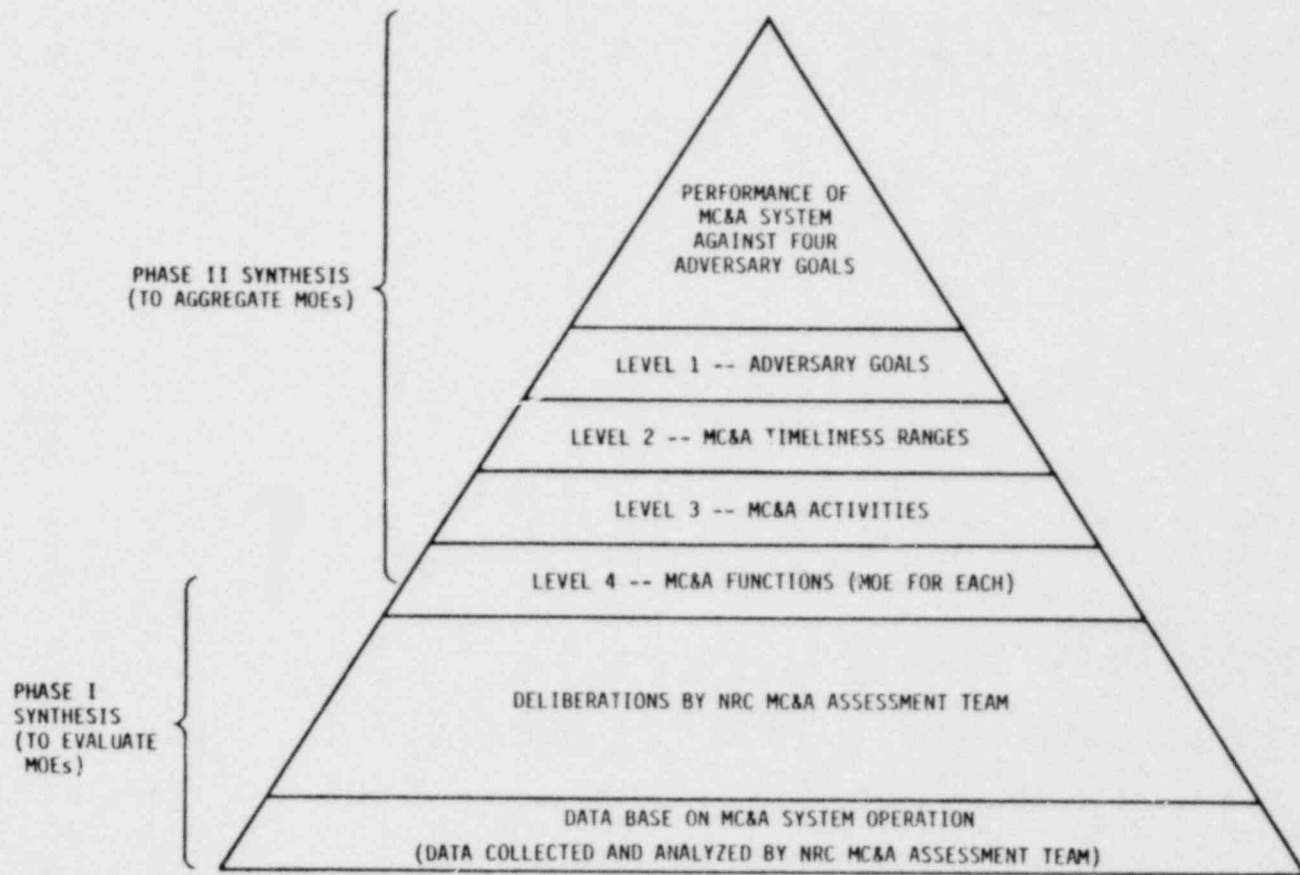 PERFORMANCE OF
MC&A SYSTEM
AGAINST FOUR
ADVERSARY GOALS
PHASE II SYNTHESIS
(TO AGGREGATE MOEs)
LEVEL 1 -- ADVERSARY GOALS
LEVEL 2 -- MC&A TIMELINESS RANGES
LEVEL 3 -- MC&A ACTIVITIES
LEVEL 4 -- MC&A FUNCTIONS (MOE FOR EACH)
PHASE I
SYNTHESIS
(TO EVALUATE
MOEs)
DELIBERATIONS BY NRC MC&A ASSESSMENT TEAM
DATA BASE ON MC&A SYSTEM OPERATION
(DATA COLLECTED AND ANALYZED BY NRC MC&A ASSESSMENT TEAM)